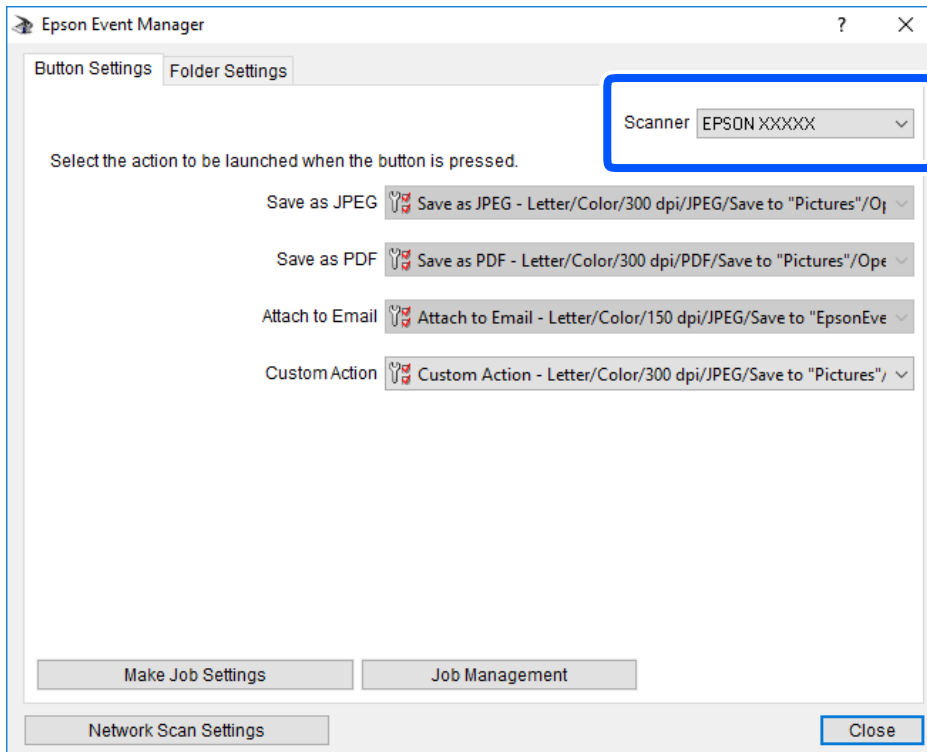 Epson Event Manager
Button Settings Folder Settings
Scanner EPSON XXXXX
Select the action to be launched when the button is pressed.
Save as JPEG Save as JPEG - Letter/Color/300 dpi/JPEG/Save to "Pictures"/Op
Save as PDF Save as PDF - Letter/Color/300 dpi/PDF/Save to "Pictures"/Ope
Attach to Email Attach to Email - Letter/Color/150 dpi/JPEG/Save to "EpsonEve
Custom Action Custom Action - Letter/Color/300 dpi/JPEG/Save to "Pictures"/
Make Job Settings Job Management
Network Scan Settings Close